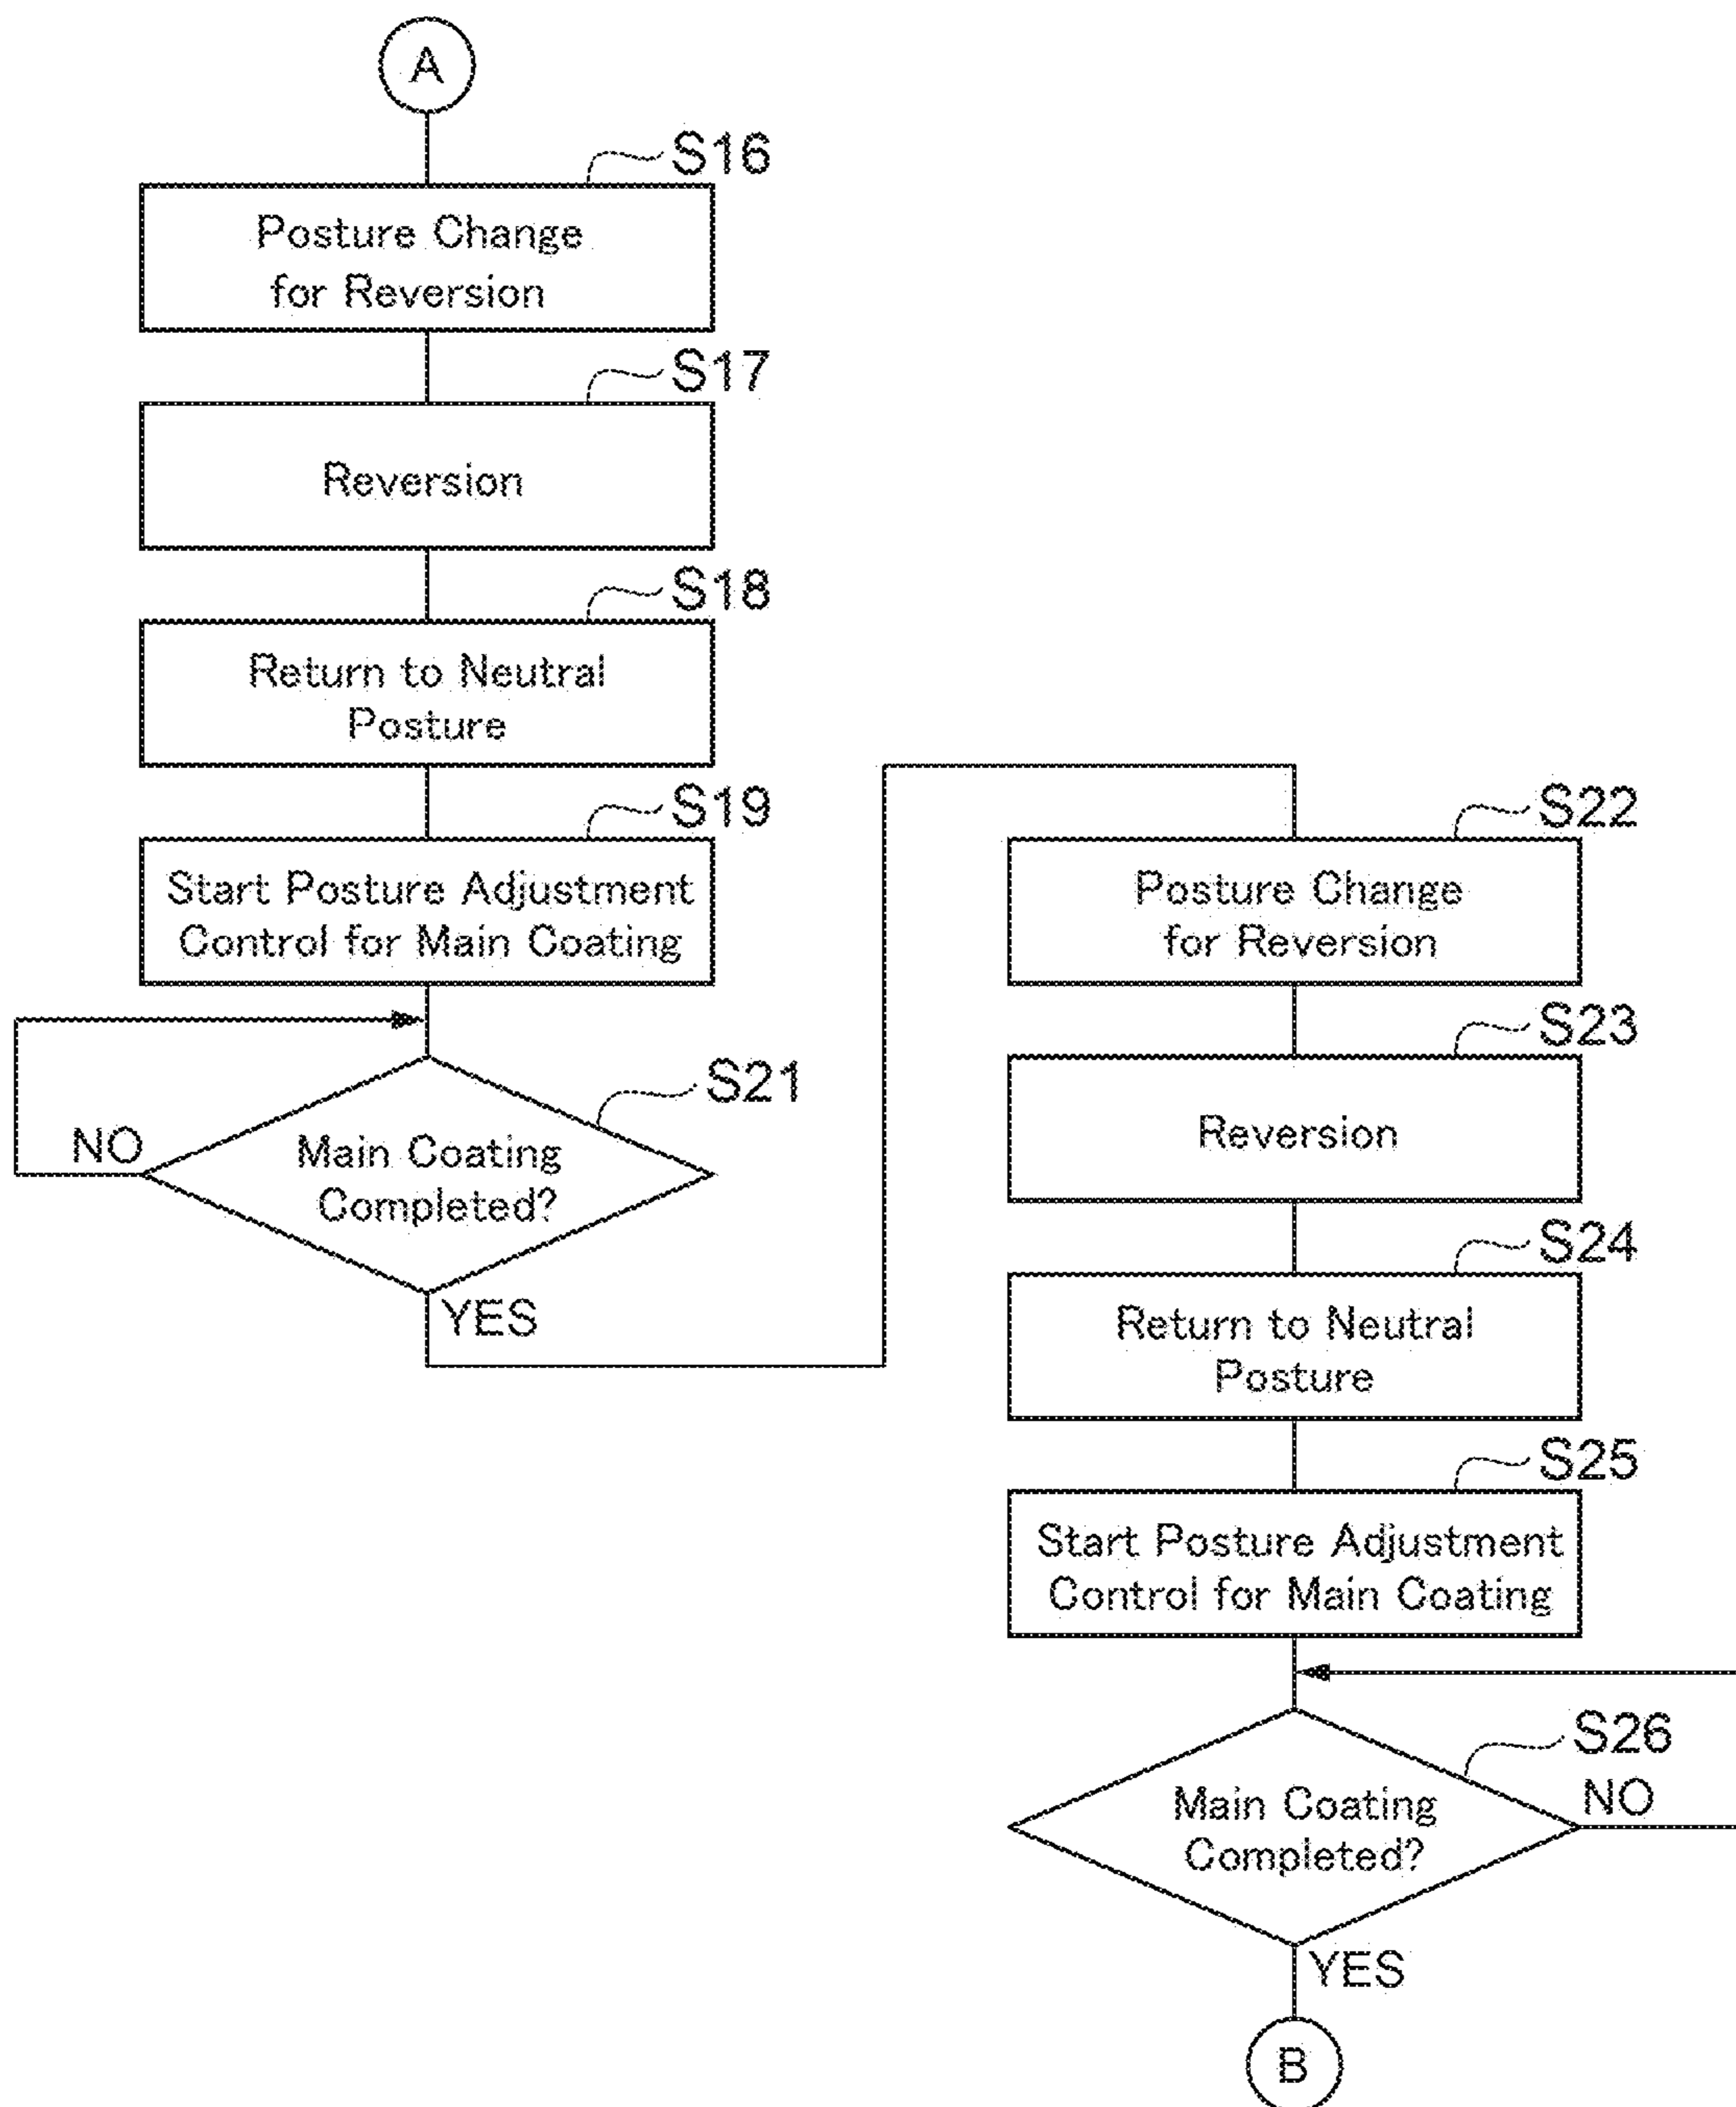 A
S16
Posture Change
for Reversion
S17
Reversion
S18
Return to Neutral
Posture
S19
Start Posture Adjustment
Control for Main Coating
S21
NO
Main Coating
Completed?
YES
S22
Posture Change
for Reversion
S23
Reversion
S24
Return to Neutral
Posture
S25
Start Posture Adjustment
Control for Main Coating
S26
NO
Main Coating
Completed?
YES
B